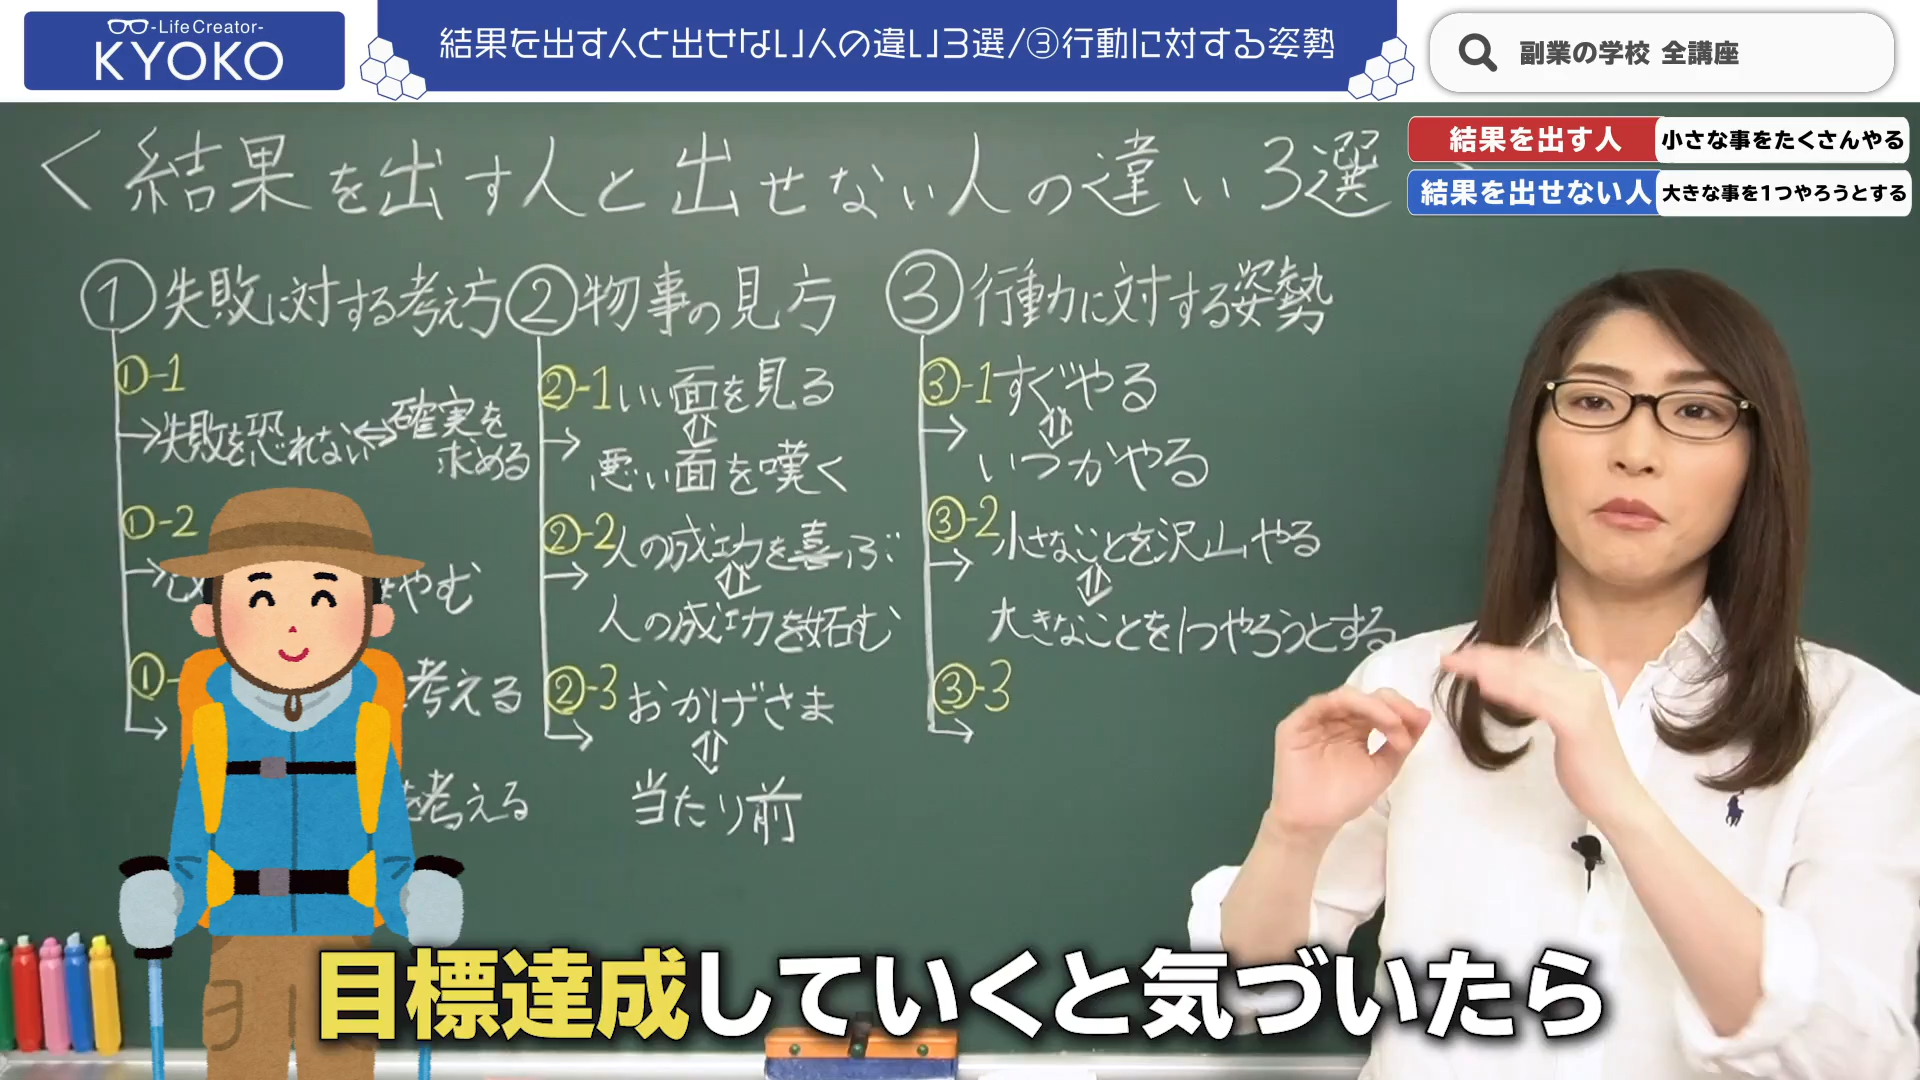 -Life Creator-
KYOKO
結果を出す人と出せない人の違い3選/③行動に対する姿勢
副業の学校 全講座
結果を出す人 小さな事をたくさんやる
結果を出せない人 大きな事を1つやろうとする
<結果を出す人と出せない人の違い3選
①失敗に対する考え方
①-1
失敗を恐れない⇔確実を
求める
①-2
やむ
①-
考える
を考える
②物事の見方
②-1いい面を見る
⇕
悪い面を嘆く
②-2人の成功を喜ぶ
⇕
人の成功を妬む
②-3おかげさま
⇕
当たり前
③行動に対する姿勢
③-1すぐやる
⇕
いつかやる
③-2小さなことを沢山やる
⇕
大きなことを1つやろうとする
③-3
目標達成していくと気づいたら